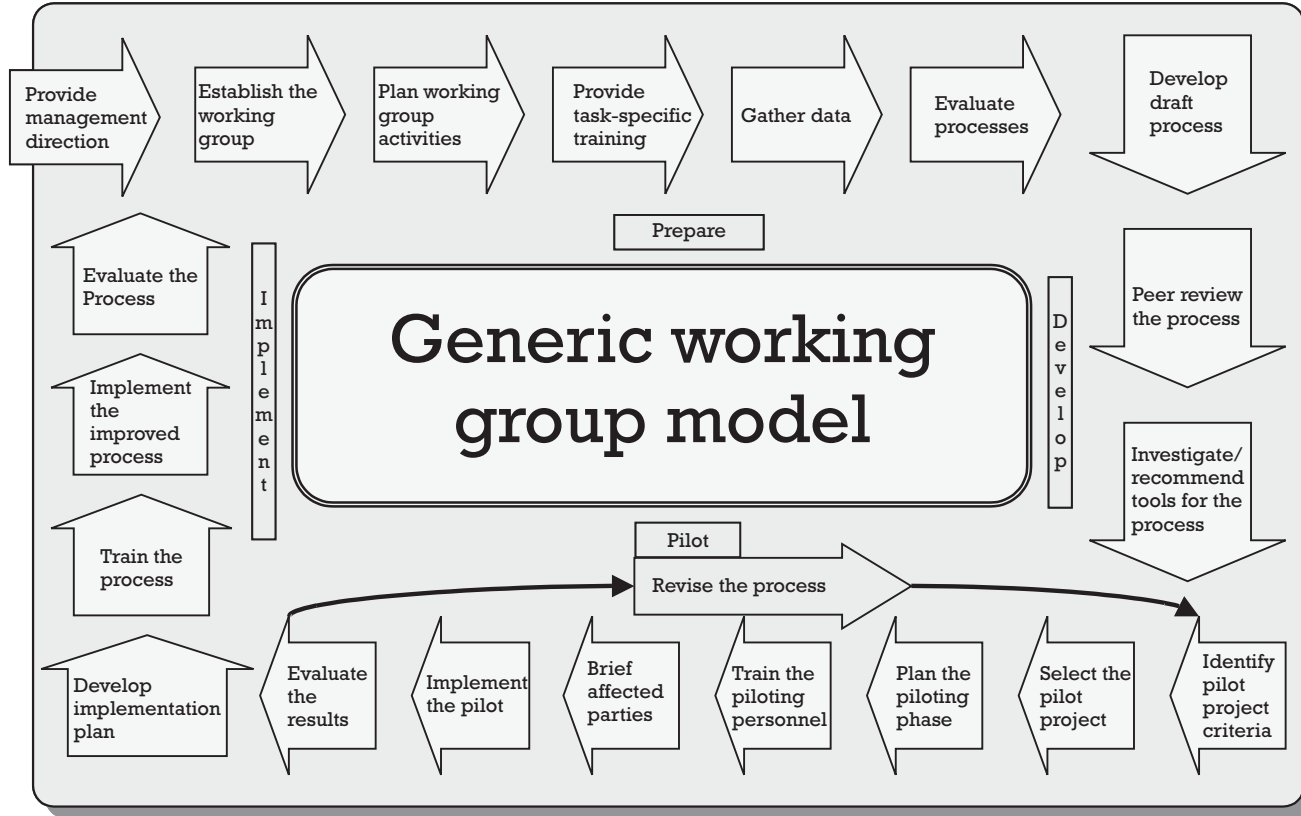 Provide
management
direction
Establish the
working
group
Plan working
group
activities
Provide
task-specific
training
Gather data
Evaluate
processes
Develop
draft
process
Prepare
Peer review
the process
Develop
Investigate/
recommend
tools for the
process
Generic working
group model
Implement
Evaluate the
Process
Implement
the
improved
process
Train the
process
Develop
implementation
plan
Pilot
Revise the process
Identify
pilot
project
criteria
Select the
pilot
project
Plan the
piloting
phase
Train the
piloting
personnel
Brief
affected
parties
Implement
the pilot
Evaluate
the
results